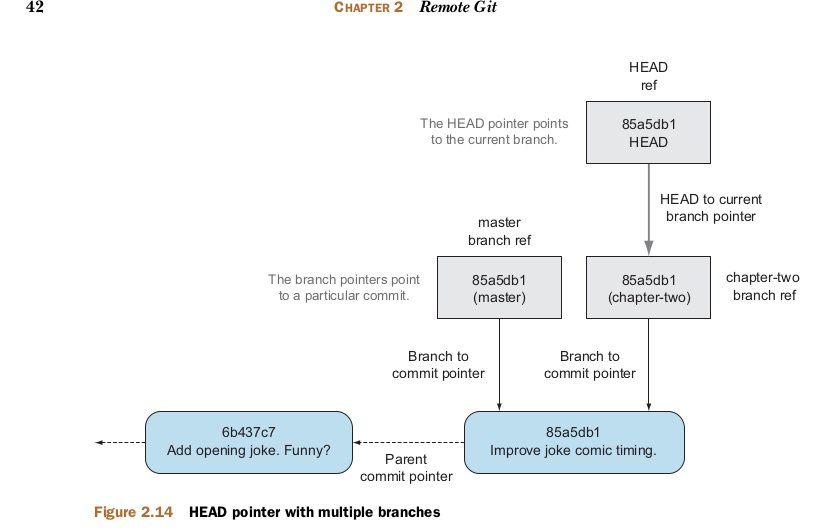 42
CHAPTER 2 Remote Git
HEAD
ref
The HEAD pointer points
to the current branch.
85a5db1
HEAD
HEAD to current
branch pointer
master
branch ref
The branch pointers point
to a particular commit.
85a5db1
(master)
85a5db1
(chapter-two)
chapter-two
branch ref
Branch to
commit pointer
Branch to
commit pointer
6b437c7
Add opening joke. Funny?
85a5db1
Improve joke comic timing.
Parent
commit pointer
Figure 2.14 HEAD pointer with multiple branches